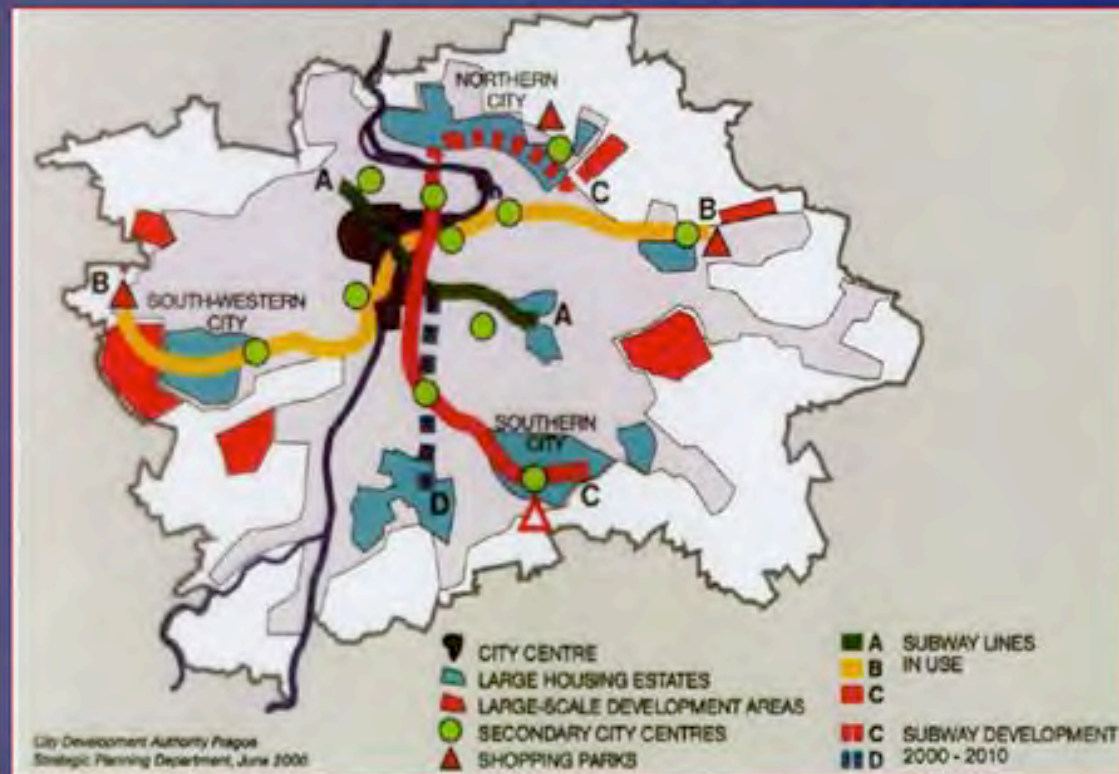 NORTHERN
CITY
A
C
B
B
SOUTH-WESTERN
CITY
A
SOUTHERN
CITY
D
C
CITY CENTRE
LARGE HOUSING ESTATES
LARGE-SCALE DEVELOPMENT AREAS
SECONDARY CITY CENTRES
SHOPPING PARKS
A SUBWAY LINES
B IN USE
C
C SUBWAY DEVELOPMENT
D 2000 - 2010
City Development Authority Prague
Strategic Planning Department, June 2000